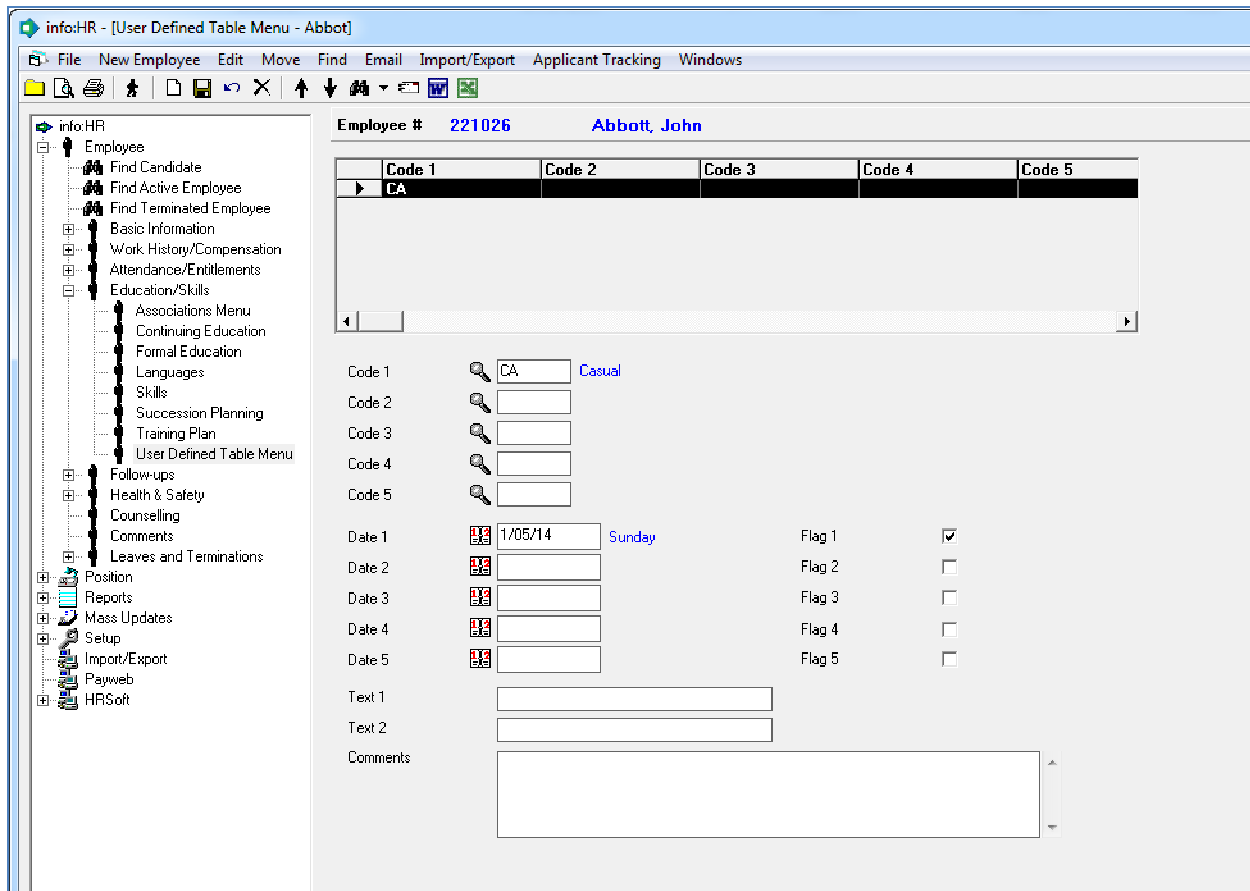 info:HR - [User Defined Table Menu - Abbot]
File New Employee Edit Move Find Email Import/Export Applicant Tracking Windows
info:HR
Employee
Find Candidate
Find Active Employee
Find Terminated Employee
Basic Information
Work History/Compensation
Attendance/Entitlements
Education/Skills
Associations Menu
Continuing Education
Formal Education
Languages
Skills
Succession Planning
Training Plan
User Defined Table Menu
Follow-ups
Health & Safety
Counselling
Comments
Leaves and Terminations
Position
Reports
Mass Updates
Setup
Import/Export
Payweb
HRSoft
Employee # 221026 Abbott, John
Code 1 Code 2 Code 3 Code 4 Code 5
CA
Code 1 CA Casual
Code 2
Code 3
Code 4
Code 5
Date 1 1/05/14 Sunday Flag 1
Date 2 Flag 2
Date 3 Flag 3
Date 4 Flag 4
Date 5 Flag 5
Text 1
Text 2
Comments